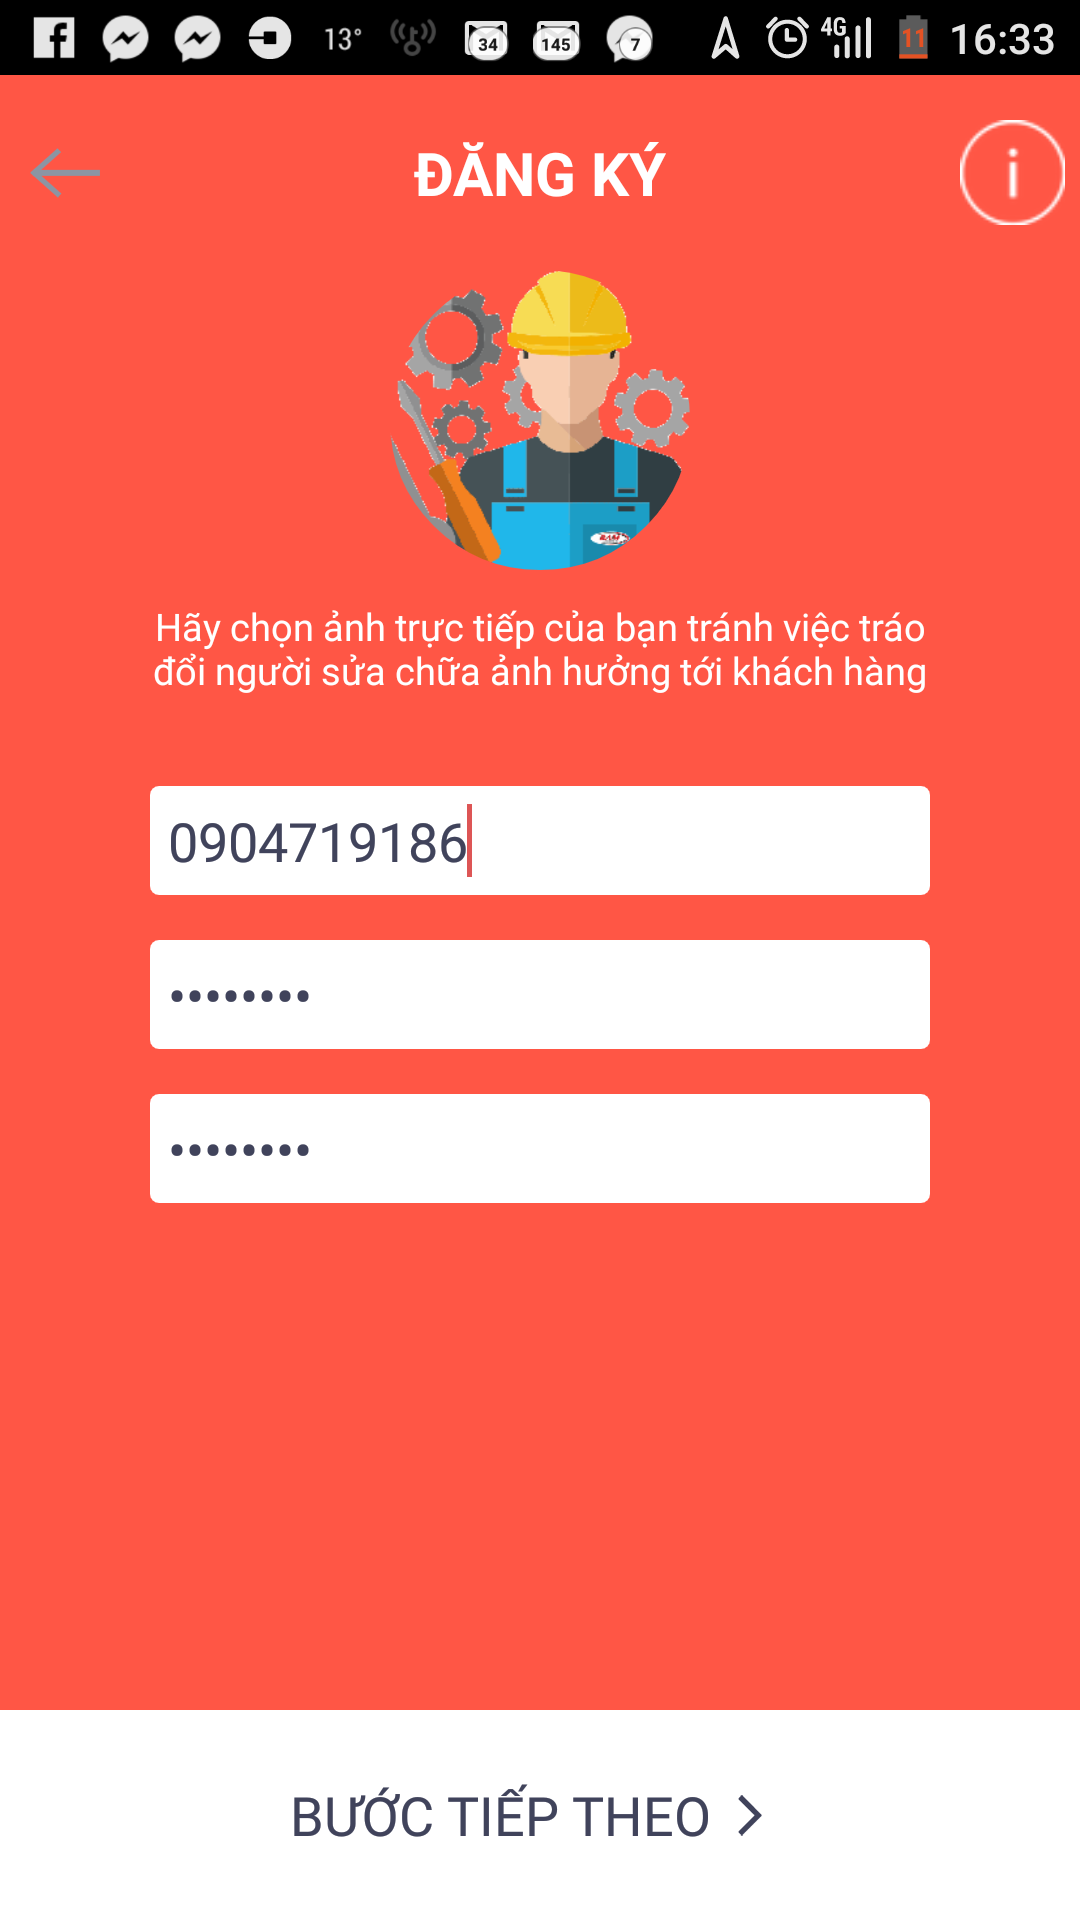 13° 34 145 7 4G 11 16:33
ĐĂNG KÝ
Hãy chọn ảnh trực tiếp của bạn tránh việc tráo
đổi người sửa chữa ảnh hưởng tới khách hàng
0904719186
••••••••
••••••••
BƯỚC TIẾP THEO